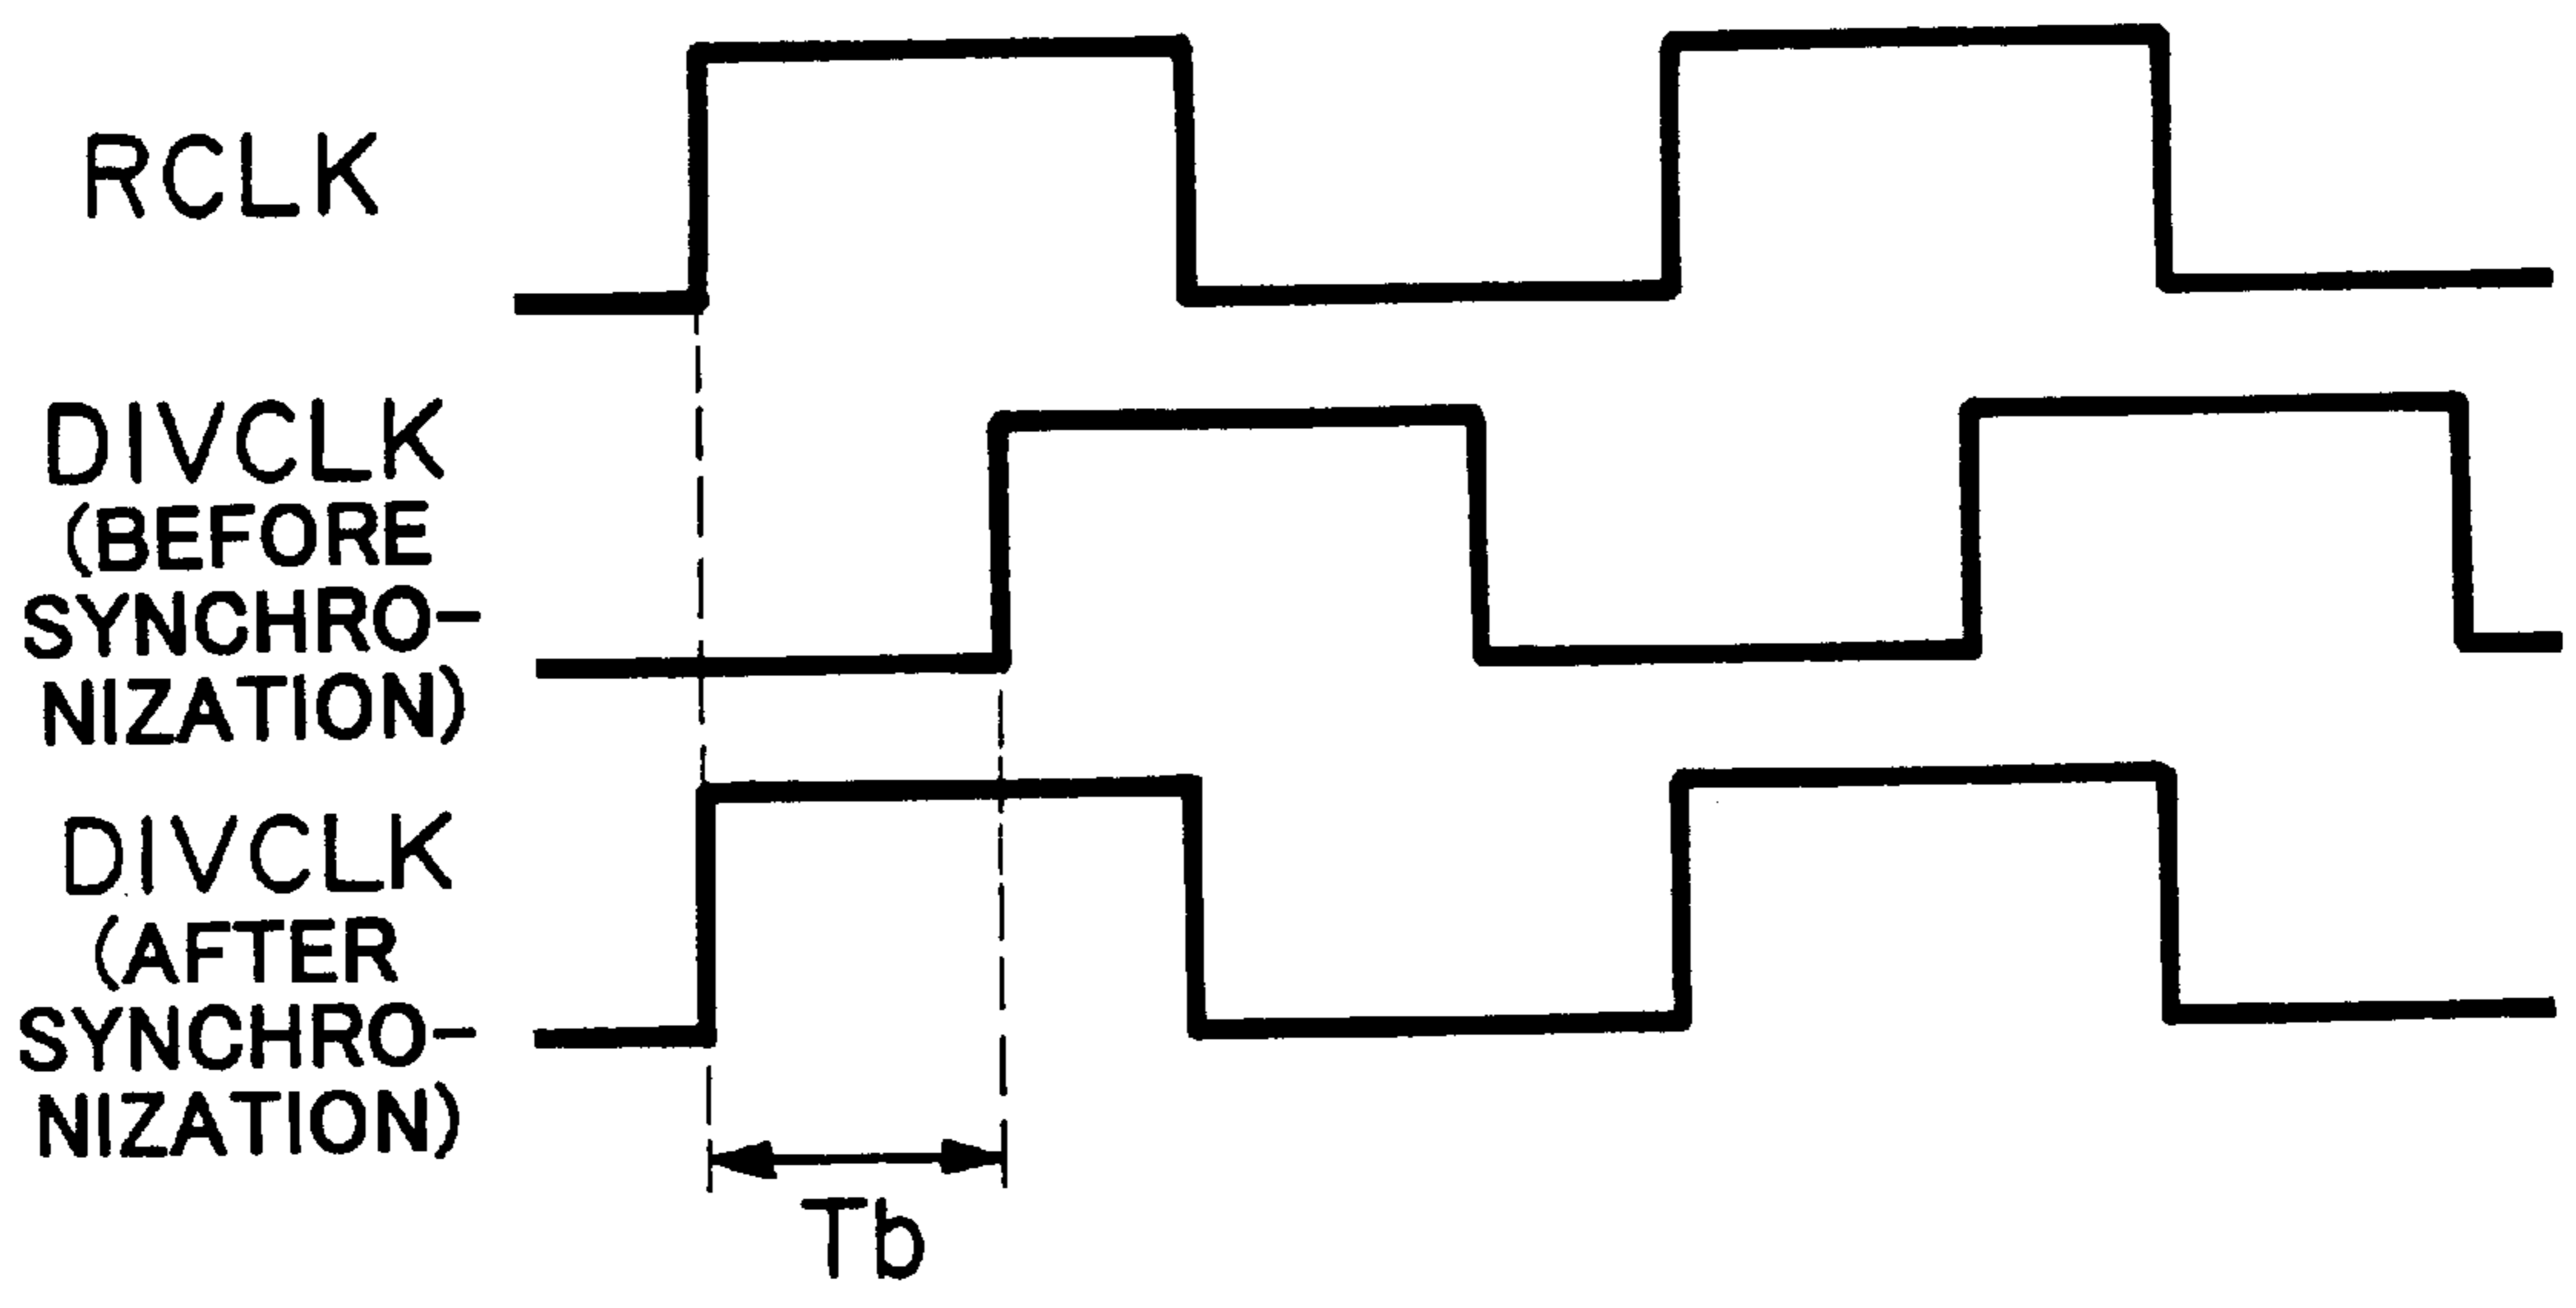 RCLK
DIVCLK
(BEFORE
SYNCHRO-
NIZATION)
DIVCLK
(AFTER
SYNCHRO-
NIZATION)
Tb